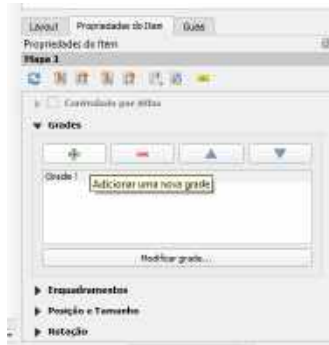 Layout Propriedades do Item Guias
Propriedades do Item
Mapa 1
Controlado por Atlas
Grades
Grade 1
Adicionar uma nova grade
Modificar grade...
Enquadramentos
Posição e Tamanho
Rotação